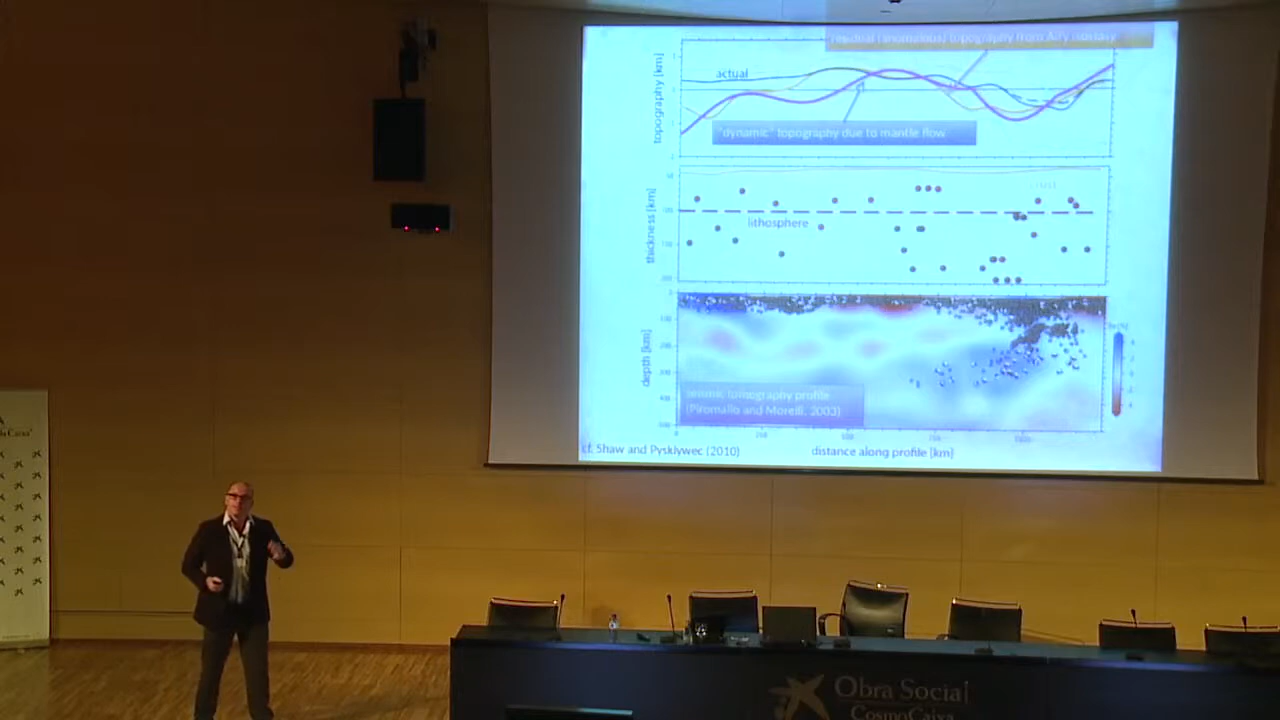 residual (anomalous) topography from Airy isostasy
actual
topography [km]
"dynamic" topography due to mantle flow
thickness [km]
lithosphere
depth [km]
seismic tomography profile
(Piromallo and Morelli, 2003)
cf. Shaw and Pysklywec (2010)
distance along profile [km]
Obra Social
CosmoCaixa